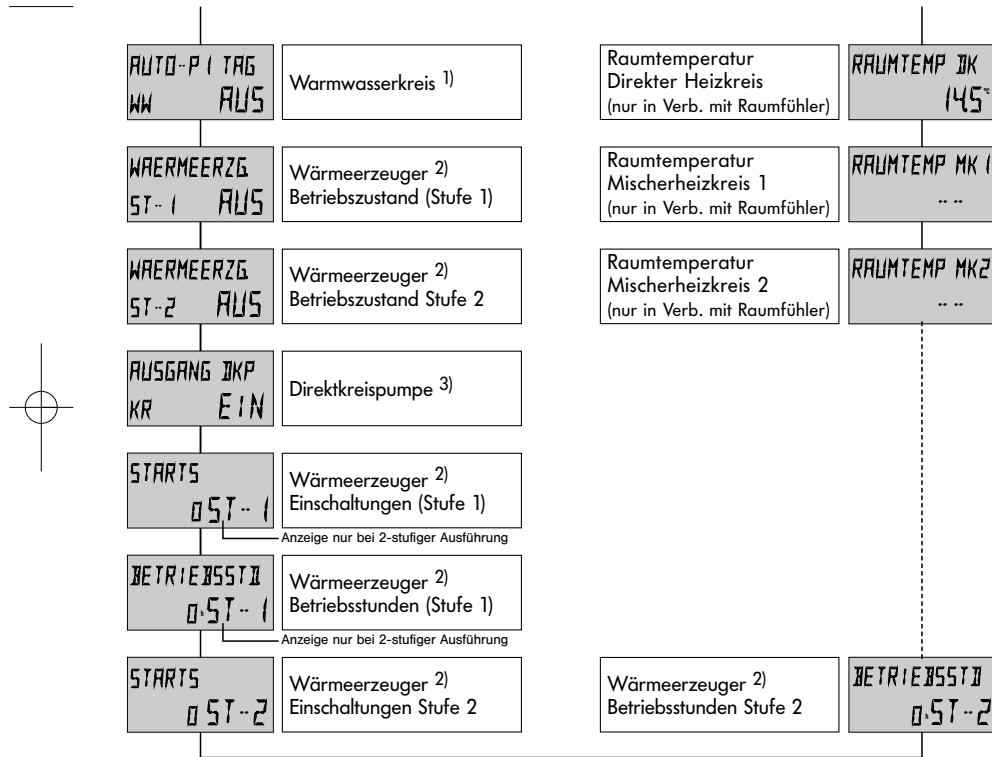 AUTO-P1 TAG
WW AUS
Warmwasserkreis 1)
WAERMEERZG.
ST-1 AUS
Wärmeerzeuger 2)
Betriebszustand (Stufe 1)
WAERMEERZG.
ST-2 AUS
Wärmeerzeuger 2)
Betriebszustand Stufe 2
AUSGANG DKP
KR EIN
Direktkreispumpe 3)
STARTS
0 ST-1
Wärmeerzeuger 2)
Einschaltungen (Stufe 1)
Anzeige nur bei 2-stufiger Ausführung
BETRIEBSSTD
0h ST-1
Wärmeerzeuger 2)
Betriebsstunden (Stufe 1)
Anzeige nur bei 2-stufiger Ausführung
STARTS
0 ST-2
Wärmeerzeuger 2)
Einschaltungen Stufe 2
Raumtemperatur
Direkter Heizkreis
(nur in Verb. mit Raumfühler)
RAUMTEMP DK
14.5 °C
Raumtemperatur
Mischerheizkreis 1
(nur in Verb. mit Raumfühler)
RAUMTEMP MK1
-- --
Raumtemperatur
Mischerheizkreis 2
(nur in Verb. mit Raumfühler)
RAUMTEMP MK2
-- --
Wärmeerzeuger 2)
Betriebsstunden Stufe 2
BETRIEBSSTD
0h ST-2